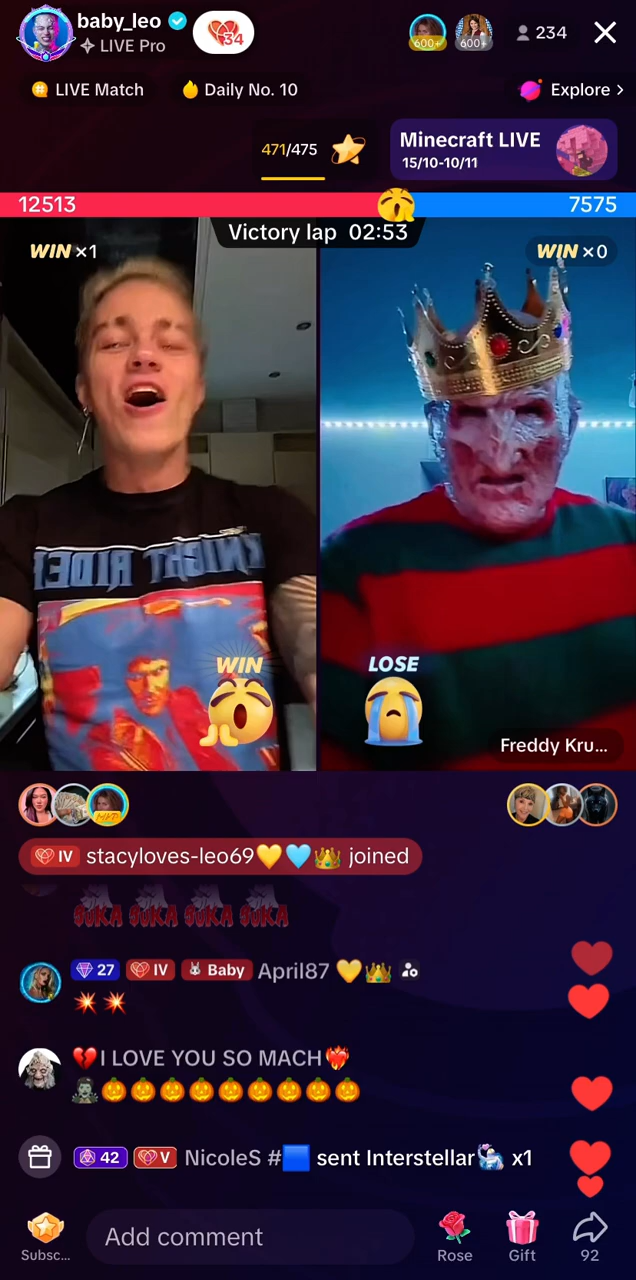 baby_leo
LIVE Pro
34
600+
600+
234
LIVE Match
Daily No. 10
Explore >
471/475
Minecraft LIVE
15/10-10/11
12513
7575
Victory lap 02:53
WIN ×1
WIN ×0
KNIGHT RIDER
WIN
LOSE
Freddy Kru...
IV stacyloves-leo69💛🩵👑 joined
SUKA SUKA SUKA SUKA
27 IV Baby April87 💛👑
💥💥
💔I LOVE YOU SO MACH❤️‍🔥
🧟‍♂️🎃🎃🎃🎃🎃🎃🎃🎃🎃
42 V NicoleS #🟦 sent Interstellar x1
Add comment
Subsc...
Rose
Gift
92